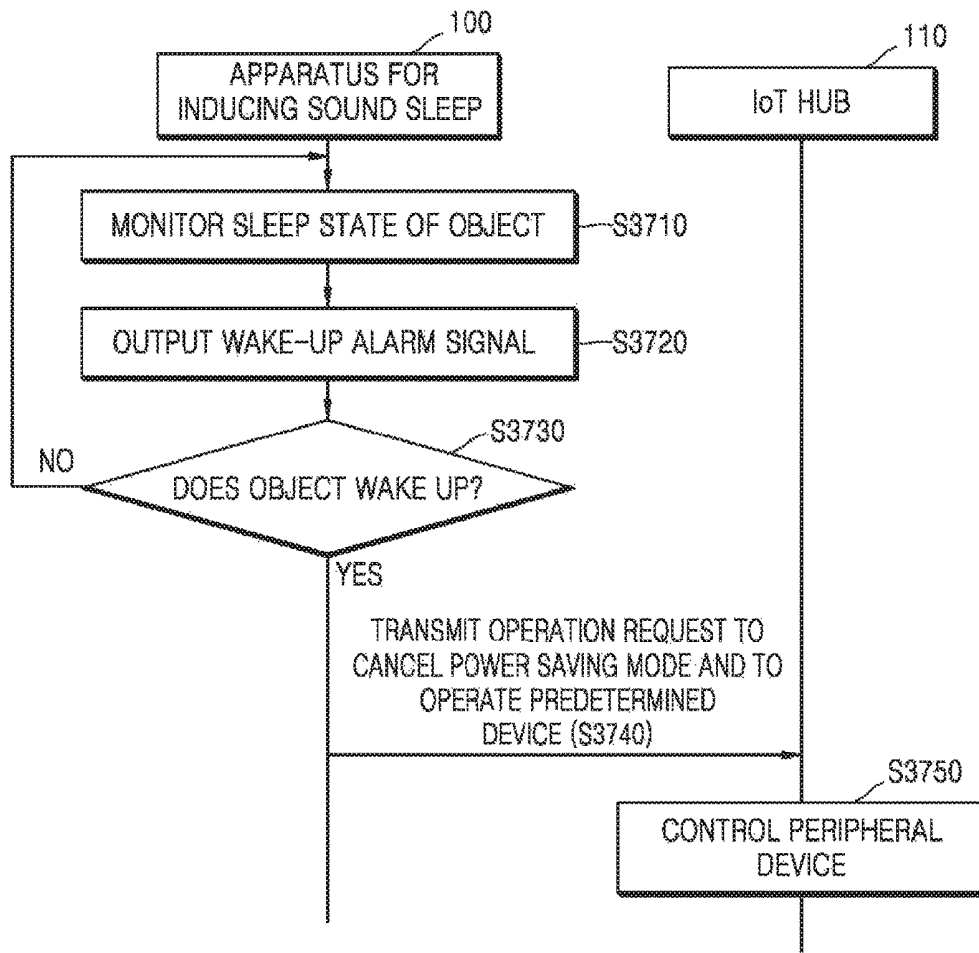 100
APPARATUS FOR
INDUCING SOUND SLEEP
110
IoT HUB
MONITOR SLEEP STATE OF OBJECT
S3710
OUTPUT WAKE-UP ALARM SIGNAL
S3720
S3730
NO
DOES OBJECT WAKE UP?
YES
TRANSMIT OPERATION REQUEST TO
CANCEL POWER SAVING MODE AND TO
OPERATE PREDETERMINED
DEVICE (S3740)
S3750
CONTROL PERIPHERAL
DEVICE